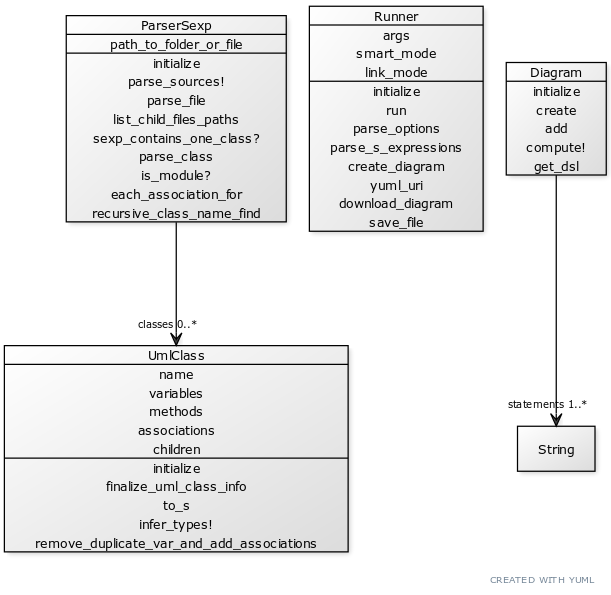 ParserSexp
path_to_folder_or_file
initialize
parse_sources!
parse_file
list_child_files_paths
sexp_contains_one_class?
parse_class
is_module?
each_association_for
recursive_class_name_find
Runner
args
smart_mode
link_mode
initialize
run
parse_options
parse_s_expressions
create_diagram
yuml_uri
download_diagram
save_file
Diagram
initialize
create
add
compute!
get_dsl
classes 0..*
UmlClass
name
variables
methods
associations
children
initialize
finalize_uml_class_info
to_s
infer_types!
remove_duplicate_var_and_add_associations
statements 1..*
String
CREATED WITH YUML